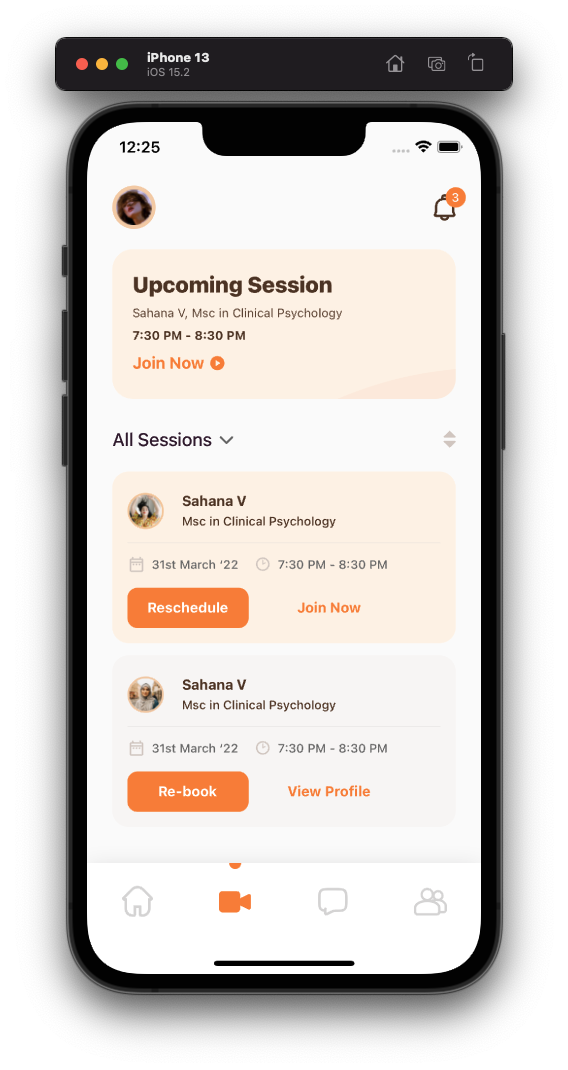 iPhone 13
iOS 15.2
12:25
3
Upcoming Session
Sahana V, Msc in Clinical Psychology
7:30 PM - 8:30 PM
Join Now
All Sessions
Sahana V
Msc in Clinical Psychology
31st March ‘22 7:30 PM - 8:30 PM
Reschedule Join Now
Sahana V
Msc in Clinical Psychology
31st March ‘22 7:30 PM - 8:30 PM
Re-book View Profile